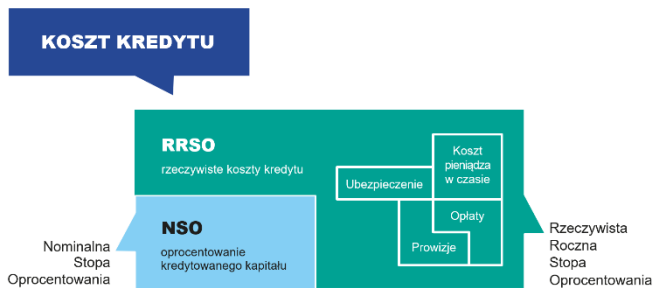 KOSZT KREDYTU
RRSO
rzeczywiste koszty kredytu
Koszt
pieniądza
w czasie
Ubezpieczenie
Opłaty
Prowizje
NSO
oprocentowanie
kredytowanego kapitału
Nominalna
Stopa
Oprocentowania
Rzeczywista
Roczna
Stopa
Oprocentowania